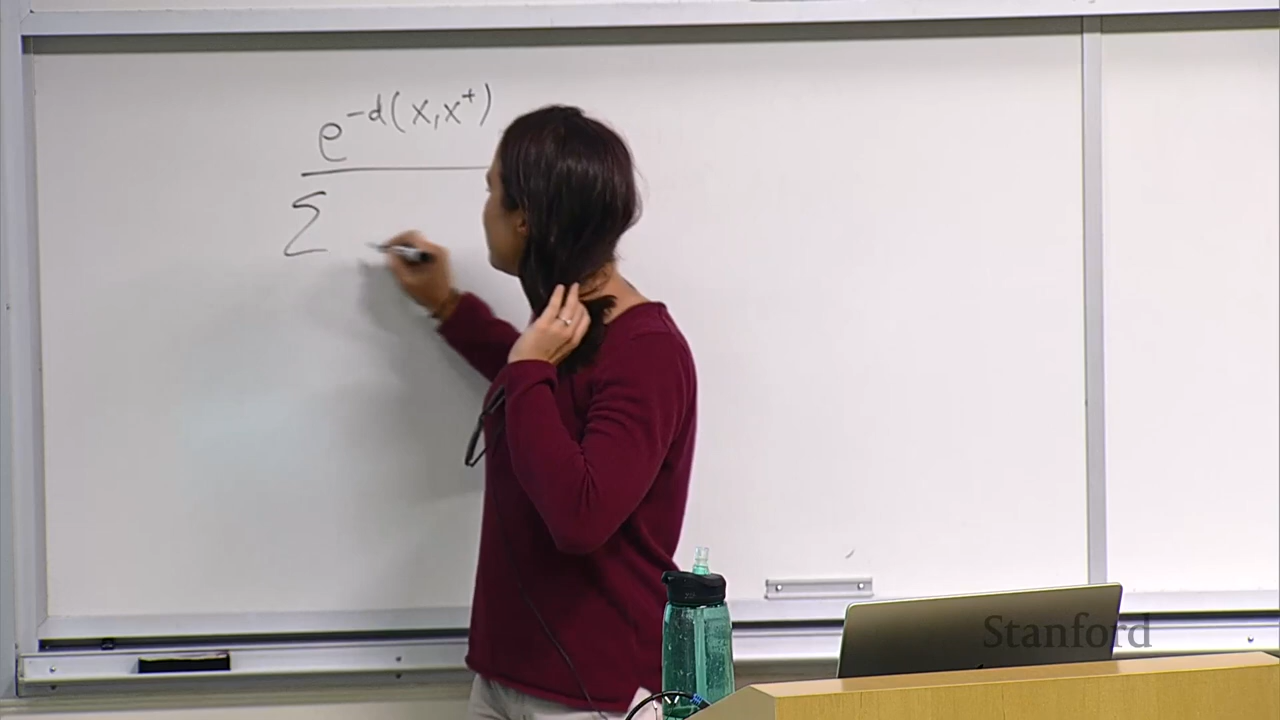 e^{-d(x, x^+)}
Σ
Stanford